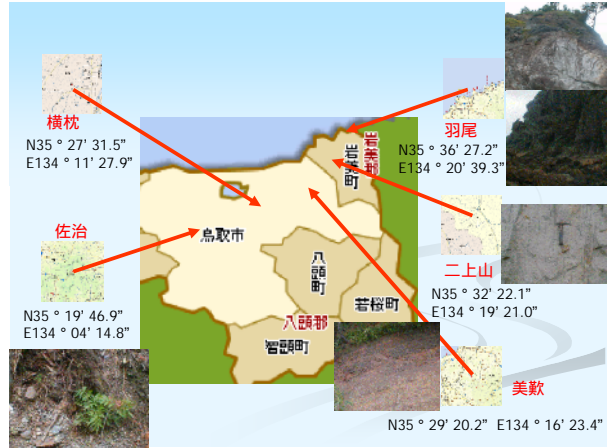 横枕
N35 ° 27' 31.5”
E134 ° 11' 27.9”
羽尾
N35 ° 36' 27.2”
E134 ° 20' 39.3”
岩美郡
岩美町
鳥取市
八頭町
若桜町
八頭郡
智頭町
佐治
N35 ° 19' 46.9”
E134 ° 04' 14.8”
二上山
N35 ° 32' 22.1”
E134 ° 19' 21.0”
美歎
N35 ° 29' 20.2” E134 ° 16' 23.4”